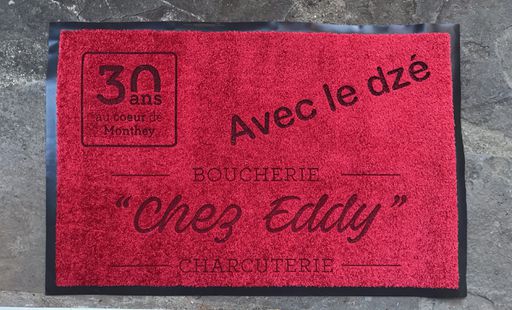 30
ans
au coeur de
Monthey
Avec le dzé
BOUCHERIE
“Chez Eddy”
CHARCUTERIE